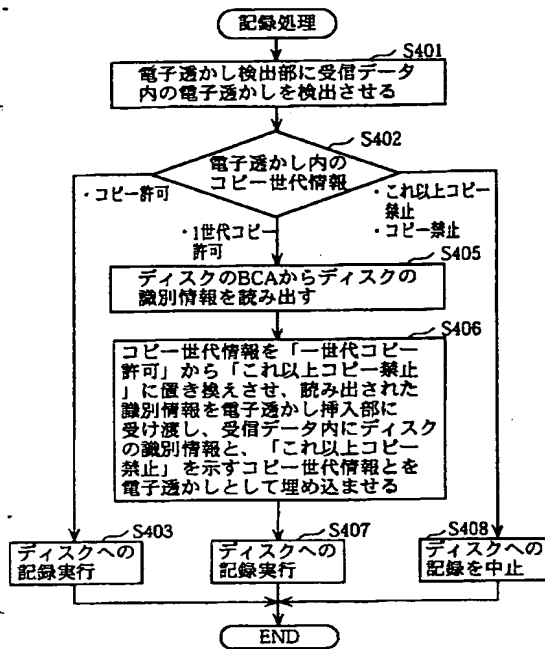 記録処理
S401
電子透かし検出部に受信データ
内の電子透かしを検出させる
S402
電子透かし内の
コピー世代情報
・コピー許可
・1世代コピー
許可
・これ以上コピー
禁止
・コピー禁止
S405
ディスクのBCAからディスクの
識別情報を読み出す
S406
コピー世代情報を「一世代コピー
許可」から「これ以上コピー禁止
」に置き換えさせ、読み出された
識別情報を電子透かし挿入部に
受け渡し、受信データ内にディスク
の識別情報と、「これ以上コピー
禁止」を示すコピー世代情報とを
電子透かしとして埋め込ませる
S403
ディスクへの
記録実行
S407
ディスクへの
記録実行
S408
ディスクへの
記録を中止
END